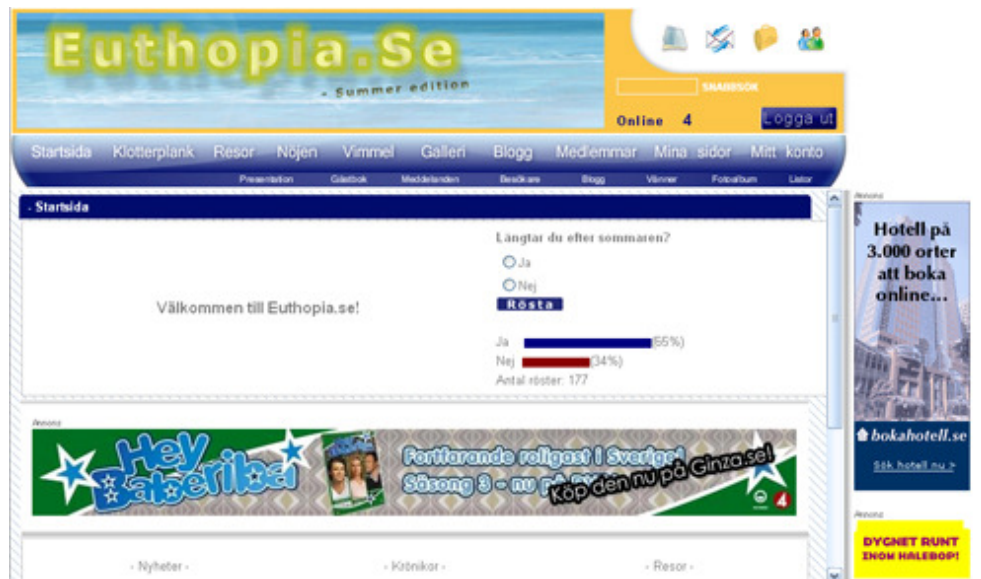 Euthopia.Se
- Summer edition
SNABBSÖK
Online 4
Logga ut
Startsida Klotterplank Resor Nöjen Vimmel Galleri Blogg Medlemmar Mina sidor Mitt konto
Presentation Gästbok Meddelanden Besökare Blogg Vänner Fotoalbum Listor
- Startsida
Välkommen till Euthopia.se!
Längtar du efter sommaren?
Ja
Nej
Rösta
Ja (65%)
Nej (34%)
Antal röster: 177
Annons
Hey Baberiba
Fortfarande roligast i Sverige!
Säsong 3 - nu på
Köp den nu på Ginza.se!
4
- Nyheter -
- Krönikor -
- Resor -
Annons
Hotell på
3.000 orter
att boka
online...
bokahotell.se
Sök hotell nu >
Annons
DYGNET RUNT
INOM HALEBOP!